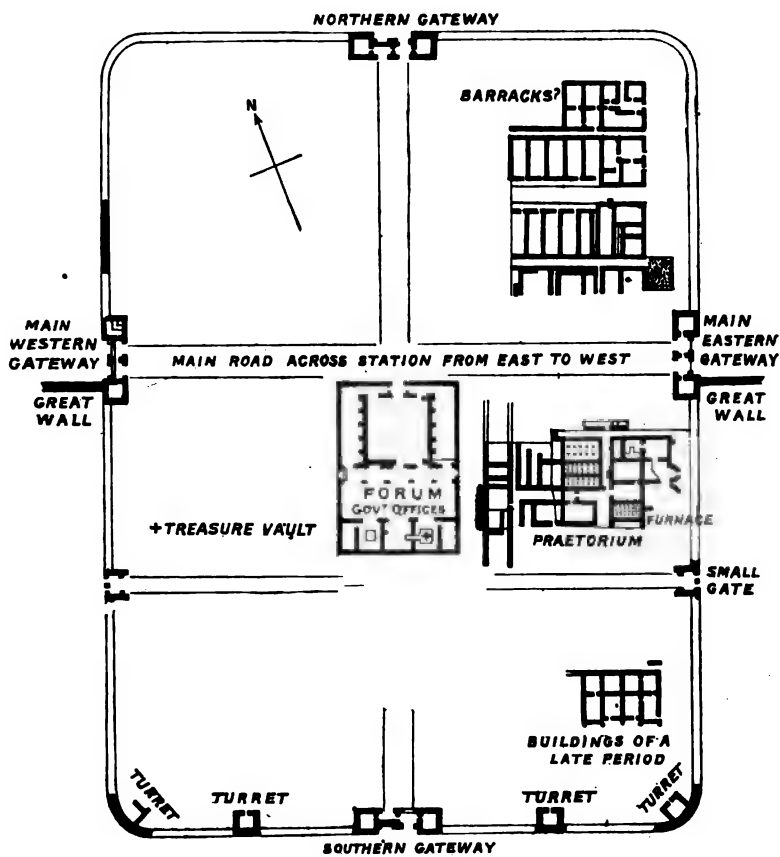 NORTHERN GATEWAY
BARRACKS?
N
MAIN
WESTERN
GATEWAY
MAIN ROAD ACROSS STATION FROM EAST TO WEST
MAIN
EASTERN
GATEWAY
GREAT
WALL
GREAT
WALL
FORUM
GOVT OFFICES
+TREASURE VAULT
FURNACE
PRAETORIUM
SMALL
GATE
BUILDINGS OF A
LATE PERIOD
TURRET
TURRET
TURRET
TURRET
SOUTHERN GATEWAY